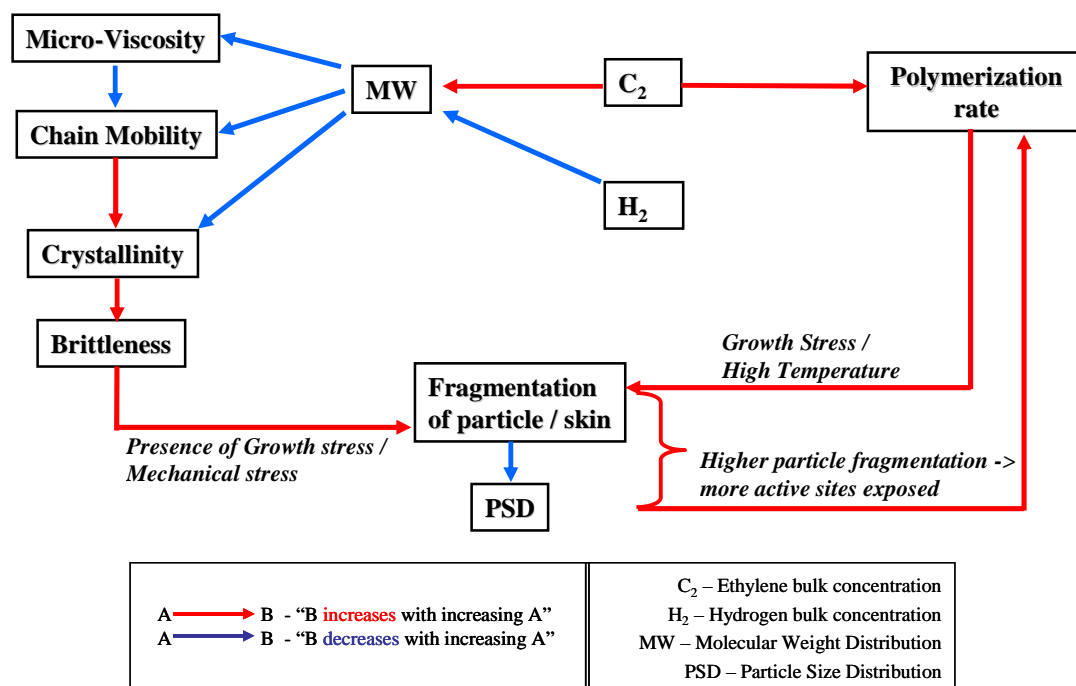 Micro-Viscosity
MW
C2
Polymerization
rate
Chain Mobility
H2
Crystallinity
Brittleness
Growth Stress /
High Temperature
Fragmentation
of particle / skin
Presence of Growth stress /
Mechanical stress
Higher particle fragmentation ->
more active sites exposed
PSD
A B - “B increases with increasing A”
A B - “B decreases with increasing A”
C2 – Ethylene bulk concentration
H2 – Hydrogen bulk concentration
MW – Molecular Weight Distribution
PSD – Particle Size Distribution